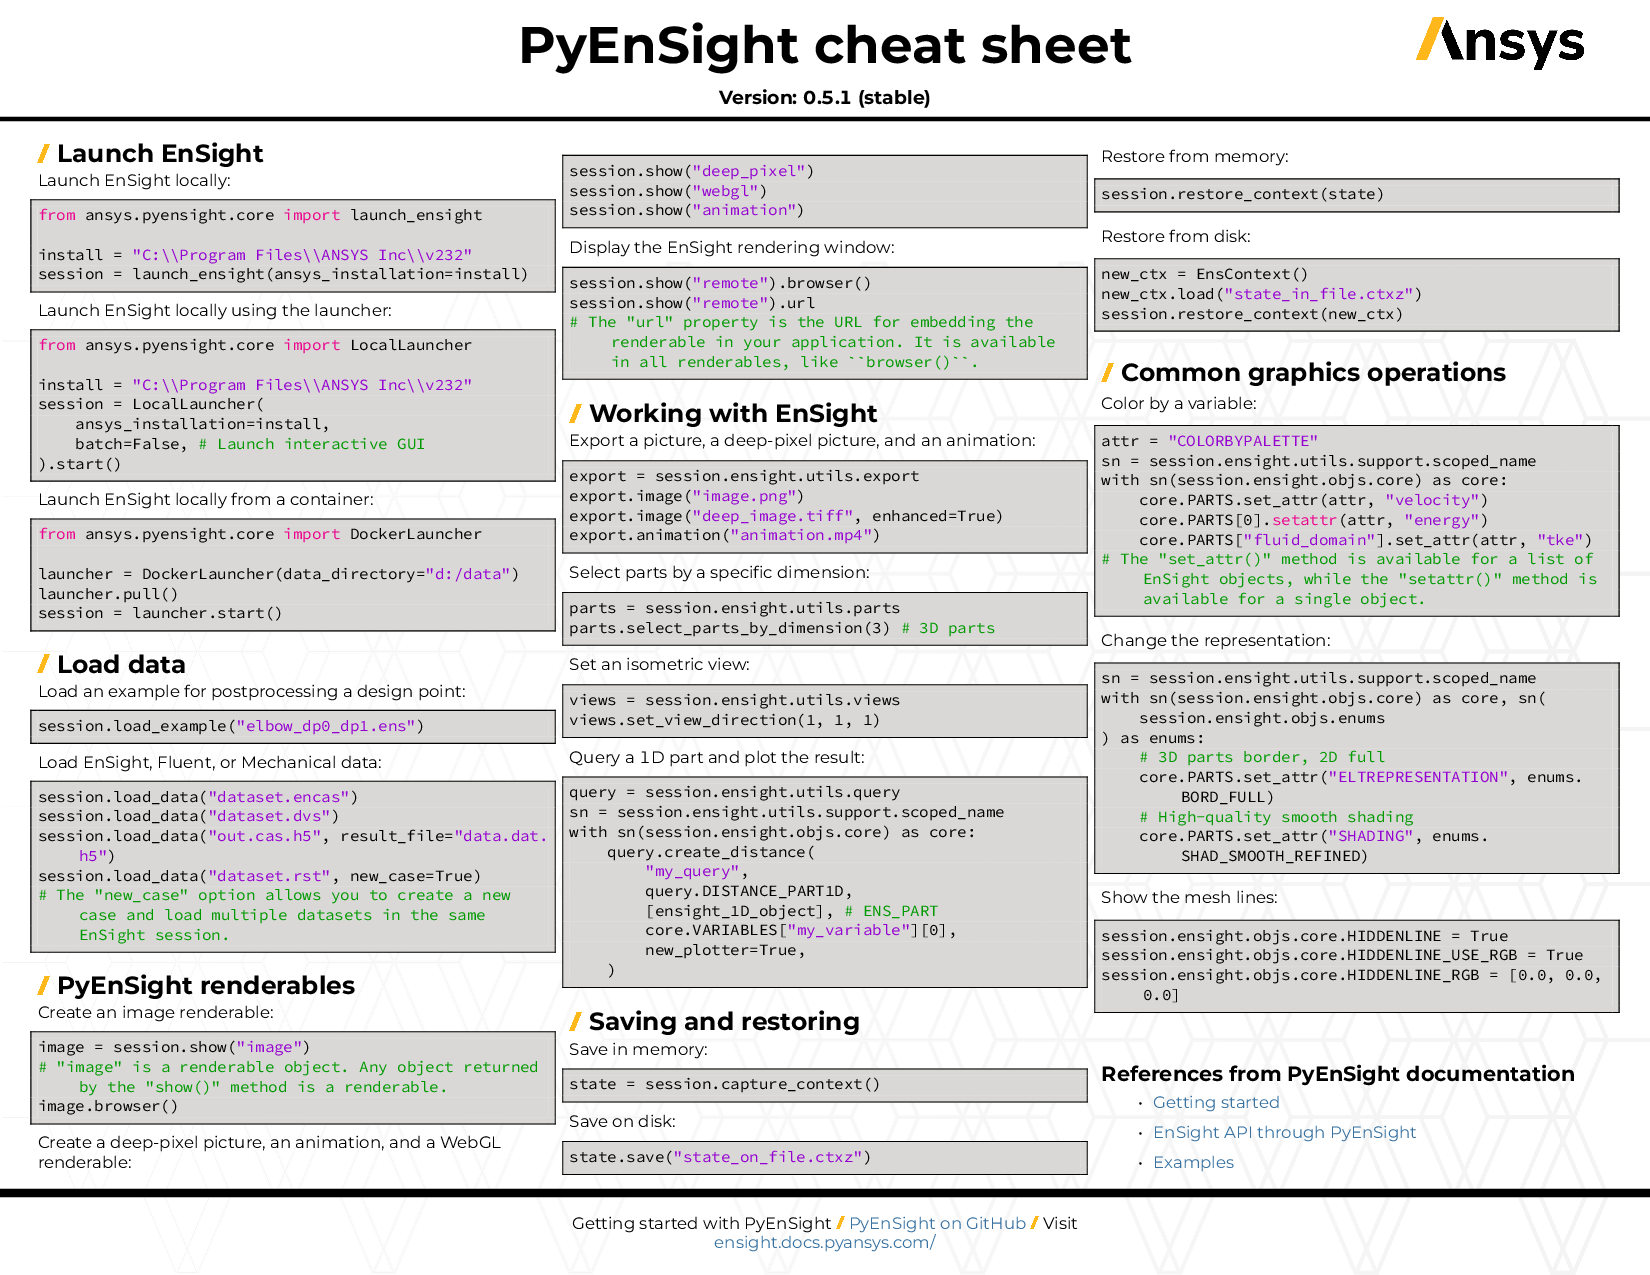 PyEnSight cheat sheet
Ansys
Version: 0.5.1 (stable)
Launch EnSight
Launch EnSight locally:
from ansys.pyensight.core import launch_ensight
install = "C:\\Program Files\\ANSYS Inc\\v232"
session = launch_ensight(ansys_installation=install)
Launch EnSight locally using the launcher:
from ansys.pyensight.core import LocalLauncher
install = "C:\\Program Files\\ANSYS Inc\\v232"
session = LocalLauncher(
    ansys_installation=install,
    batch=False, # Launch interactive GUI
).start()
Launch EnSight locally from a container:
from ansys.pyensight.core import DockerLauncher
launcher = DockerLauncher(data_directory="d:/data")
launcher.pull()
session = launcher.start()
Load data
Load an example for postprocessing a design point:
session.load_example("elbow_dp0_dp1.ens")
Load EnSight, Fluent, or Mechanical data:
session.load_data("dataset.encas")
session.load_data("dataset.dvs")
session.load_data("out.cas.h5", result_file="data.dat.
h5")
session.load_data("dataset.rst", new_case=True)
# The "new_case" option allows you to create a new
case and load multiple datasets in the same
EnSight session.
PyEnSight renderables
Create an image renderable:
image = session.show("image")
# "image" is a renderable object. Any object returned
by the "show()" method is a renderable.
image.browser()
Create a deep-pixel picture, an animation, and a WebGL
renderable:
session.show("deep_pixel")
session.show("webgl")
session.show("animation")
Display the EnSight rendering window:
session.show("remote").browser()
session.show("remote").url
# The "url" property is the URL for embedding the
renderable in your application. It is available
in all renderables, like ``browser()``.
Working with EnSight
Export a picture, a deep-pixel picture, and an animation:
export = session.ensight.utils.export
export.image("image.png")
export.image("deep_image.tiff", enhanced=True)
export.animation("animation.mp4")
Select parts by a specific dimension:
parts = session.ensight.utils.parts
parts.select_parts_by_dimension(3) # 3D parts
Set an isometric view:
views = session.ensight.utils.views
views.set_view_direction(1, 1, 1)
Query a 1D part and plot the result:
query = session.ensight.utils.query
sn = session.ensight.utils.support.scoped_name
with sn(session.ensight.objs.core) as core:
    query.create_distance(
        "my_query",
        query.DISTANCE_PART1D,
        [ensight_1D_object], # ENS_PART
        core.VARIABLES["my_variable"][0],
        new_plotter=True,
    )
Saving and restoring
Save in memory:
state = session.capture_context()
Save on disk:
state.save("state_on_file.ctxz")
Restore from memory:
session.restore_context(state)
Restore from disk:
new_ctx = EnsContext()
new_ctx.load("state_in_file.ctxz")
session.restore_context(new_ctx)
Common graphics operations
Color by a variable:
attr = "COLORBYPALETTE"
sn = session.ensight.utils.support.scoped_name
with sn(session.ensight.objs.core) as core:
    core.PARTS.set_attr(attr, "velocity")
    core.PARTS[0].setattr(attr, "energy")
    core.PARTS["fluid_domain"].set_attr(attr, "tke")
# The "set_attr()" method is available for a list of
EnSight objects, while the "setattr()" method is
available for a single object.
Change the representation:
sn = session.ensight.utils.support.scoped_name
with sn(session.ensight.objs.core) as core, sn(
    session.ensight.objs.enums
) as enums:
    # 3D parts border, 2D full
    core.PARTS.set_attr("ELTREPRESENTATION", enums.
BORD_FULL)
    # High-quality smooth shading
    core.PARTS.set_attr("SHADING", enums.
SHAD_SMOOTH_REFINED)
Show the mesh lines:
session.ensight.objs.core.HIDDENLINE = True
session.ensight.objs.core.HIDDENLINE_USE_RGB = True
session.ensight.objs.core.HIDDENLINE_RGB = [0.0, 0.0,
0.0]
References from PyEnSight documentation
• Getting started
• EnSight API through PyEnSight
• Examples
Getting started with PyEnSight / PyEnSight on GitHub / Visit
ensight.docs.pyansys.com/